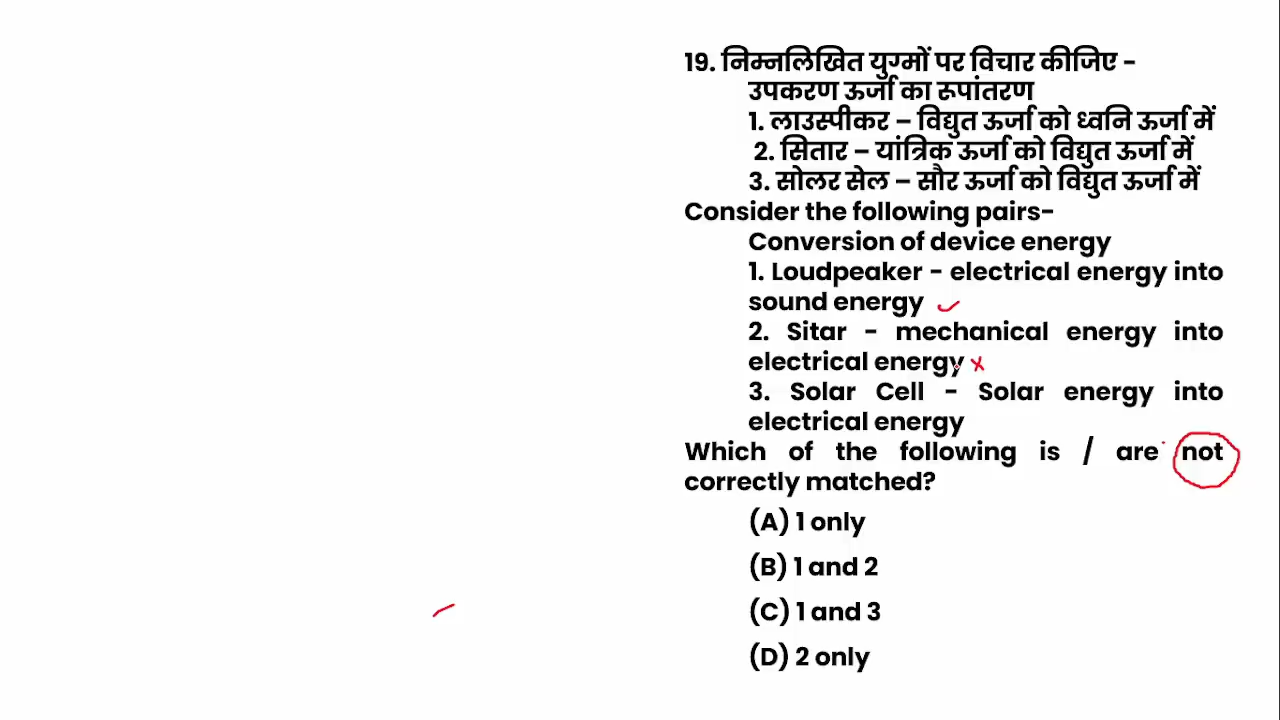 19. निम्नलिखित युग्मों पर विचार कीजिए -
उपकरण ऊर्जा का रूपांतरण
1. लाउस्पीकर – विद्युत ऊर्जा को ध्वनि ऊर्जा में
2. सितार – यांत्रिक ऊर्जा को विद्युत ऊर्जा में
3. सोलर सेल – सौर ऊर्जा को विद्युत ऊर्जा में
Consider the following pairs-
Conversion of device energy
1. Loudpeaker - electrical energy into
sound energy
2. Sitar - mechanical energy into
electrical energy
3. Solar Cell - Solar energy into
electrical energy
Which of the following is / are not
correctly matched?
(A) 1 only
(B) 1 and 2
(C) 1 and 3
(D) 2 only